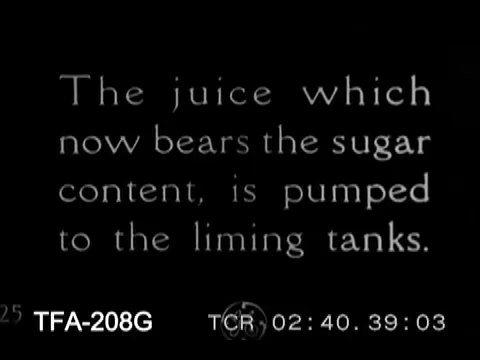 The juice which
now bears the sugar
content, is pumped
to the liming tanks.
25 TFA-208G TCR 02:40.39:03